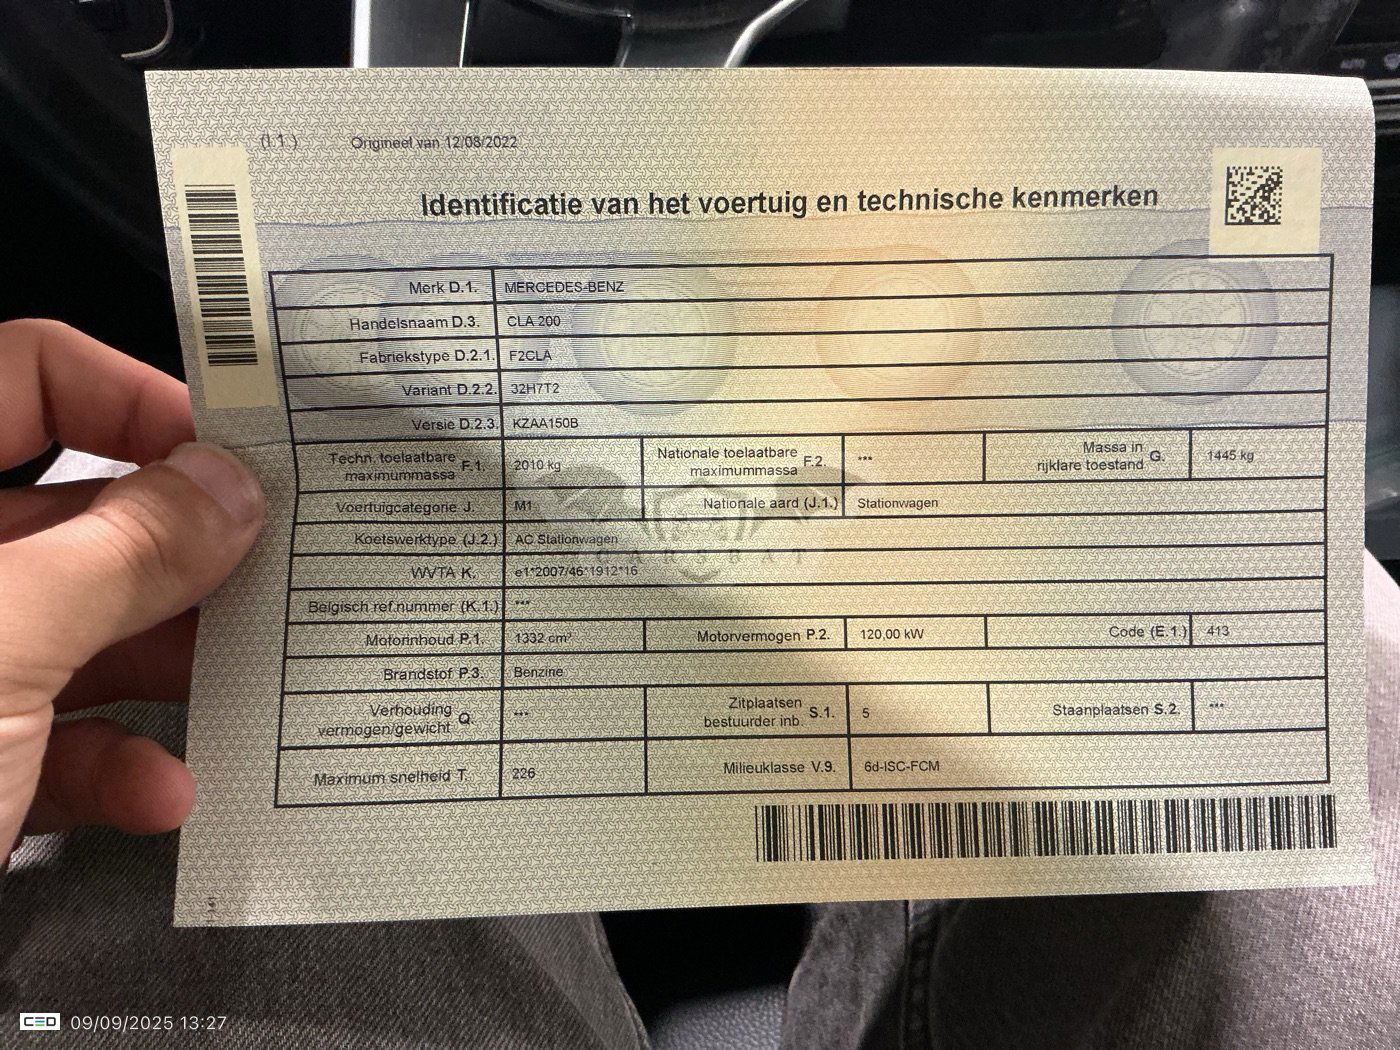 (I.1.) Origineel van 12/08/2022
Identificatie van het voertuig en technische kenmerken
Merk D.1. MERCEDES-BENZ
Handelsnaam D.3. CLA 200
Fabriekstype D.2.1. F2CLA
Variant D.2.2. 32H7T2
Versie D.2.3. KZAA150B
Techn. toelaatbare maximummassa F.1. 2010 kg Nationale toelaatbare maximummassa F.2. *** Massa in rijklare toestand G. 1445 kg
Voertuigcategorie J. M1 Nationale aard (J.1.) Stationwagen
Koetswerktype (J.2.) AC Stationwagen
CARSBAT
WVTA K. e1*2007/46*1912*16
Belgisch ref.nummer (K.1.) ***
Motorinhoud P.1. 1332 cm³ Motorvermogen P.2. 120,00 kW Code (E.1.) 413
Brandstof P.3. Benzine
Verhouding vermogen/gewicht Q. *** Zitplaatsen bestuurder inb. S.1. 5 Staanplaatsen S.2. ***
Maximum snelheid T. 226 Milieuklasse V.9. 6d-ISC-FCM
CED 09/09/2025 13:27